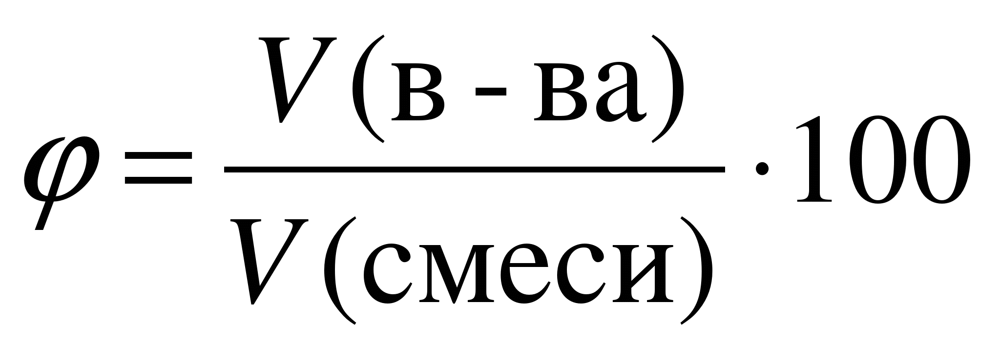 V (в - ва)
φ = · 100
V (смеси)